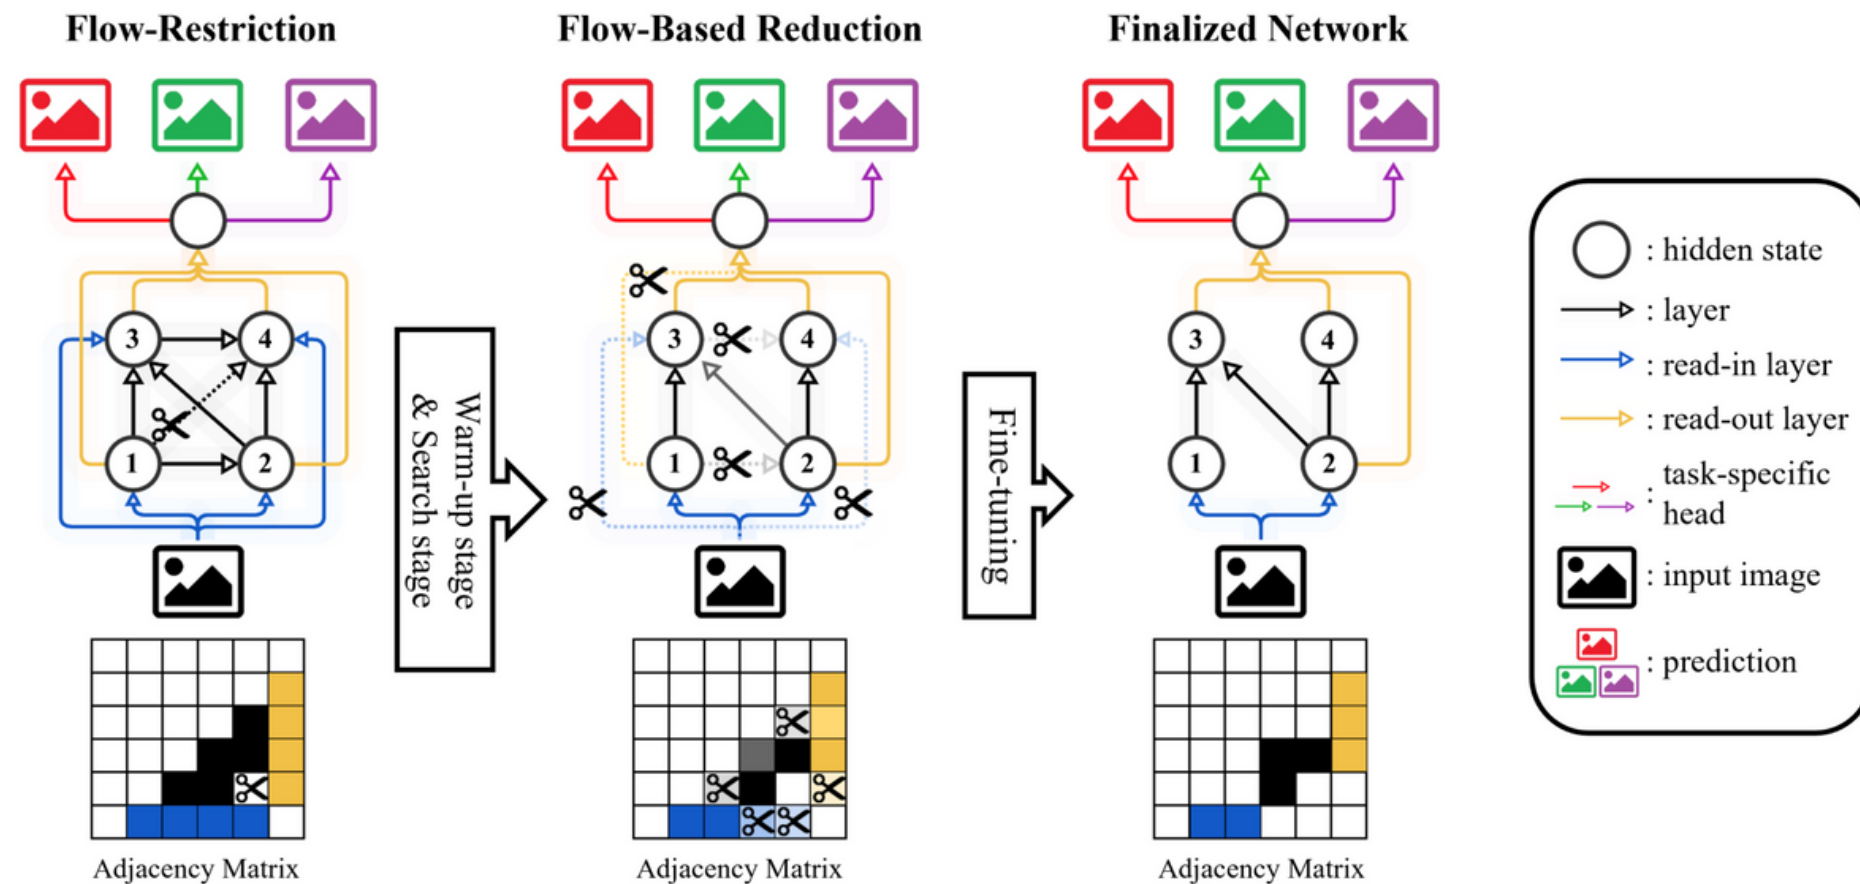 Flow-Restriction
Flow-Based Reduction
Finalized Network
3
4
1
2
Adjacency Matrix
Warm-up stage
& Search stage
3
4
1
2
Adjacency Matrix
Fine-tuning
3
4
1
2
Adjacency Matrix
: hidden state
: layer
: read-in layer
: read-out layer
: task-specific
head
: input image
: prediction